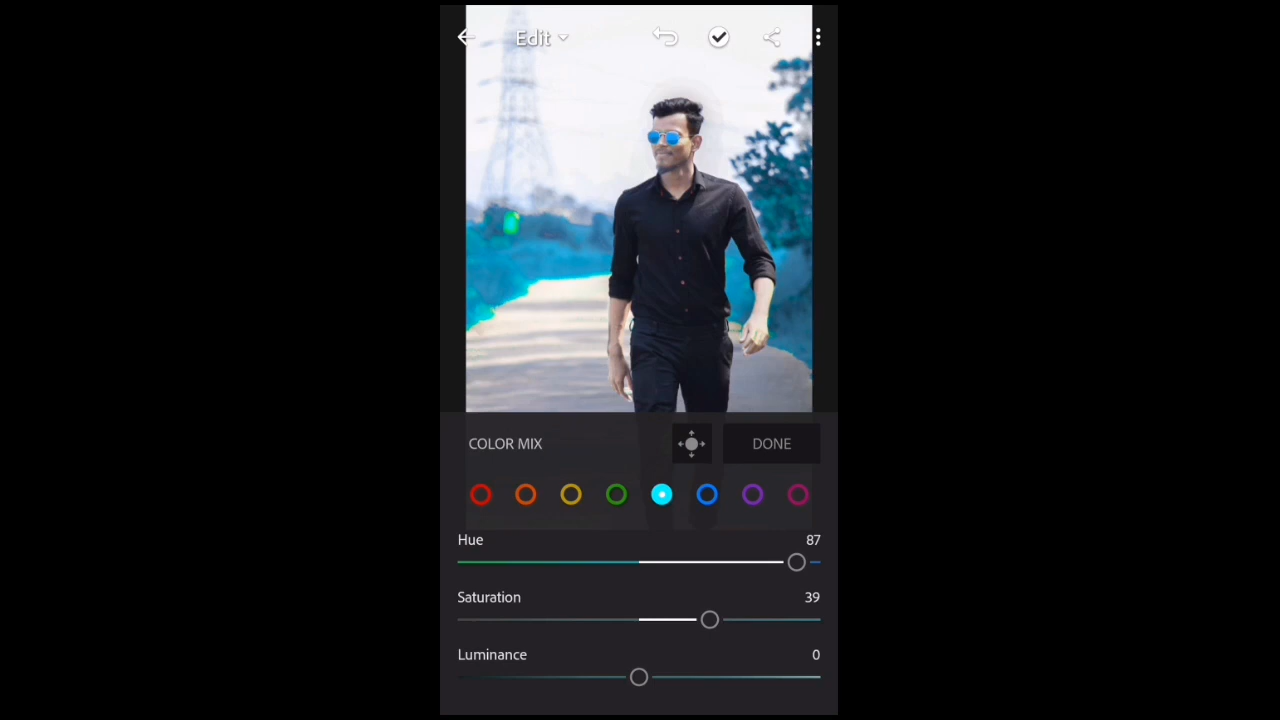 Edit
COLOR MIX
DONE
Hue 87
Saturation 39
Luminance 0